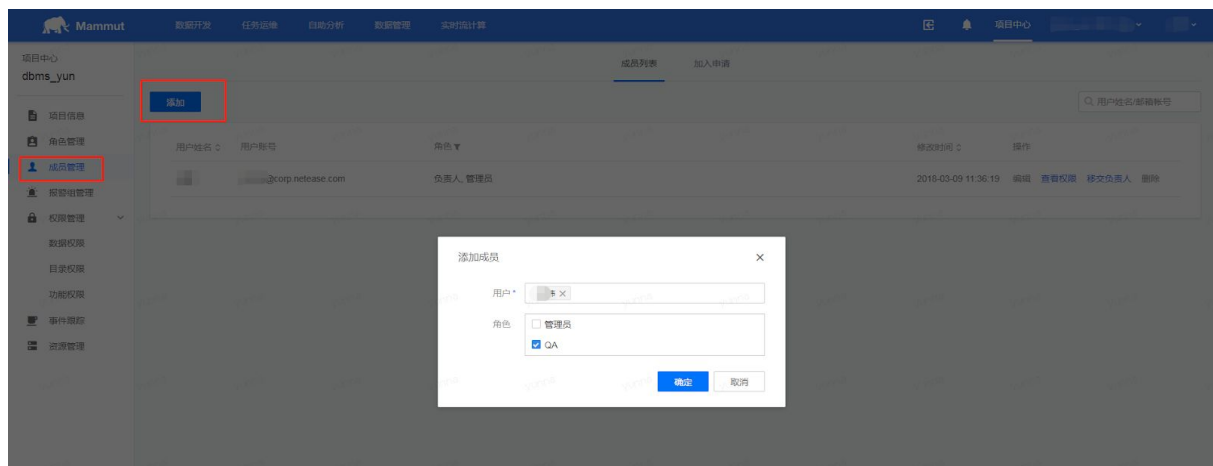 Mammut 数据开发 任务运维 自助分析 数据管理 实时流计算 项目中心
项目中心
dbms_yun
成员列表 加入申请
添加 用户姓名/邮箱帐号
项目信息
角色管理
用户姓名 用户账号 角色 修改时间 操作
成员管理
@corp.netease.com 负责人, 管理员 2018-03-09 11:36:19 编辑 查看权限 移交负责人 删除
报警组管理
权限管理
数据权限
目录权限
功能权限
事件跟踪
资源管理
添加成员
用户*
角色 管理员
QA
确定 取消